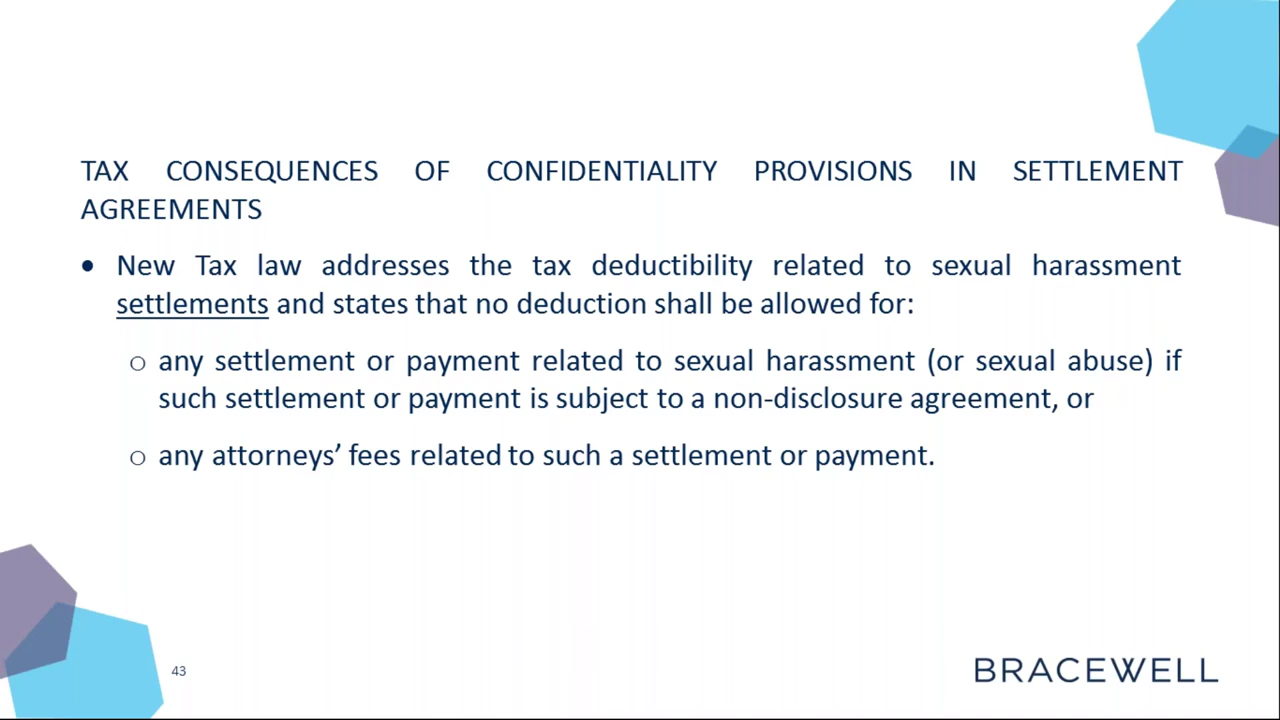 TAX CONSEQUENCES OF CONFIDENTIALITY PROVISIONS IN SETTLEMENT
AGREEMENTS
• New Tax law addresses the tax deductibility related to sexual harassment
settlements and states that no deduction shall be allowed for:
o any settlement or payment related to sexual harassment (or sexual abuse) if
such settlement or payment is subject to a non-disclosure agreement, or
o any attorneys’ fees related to such a settlement or payment.
43
BRACEWELL